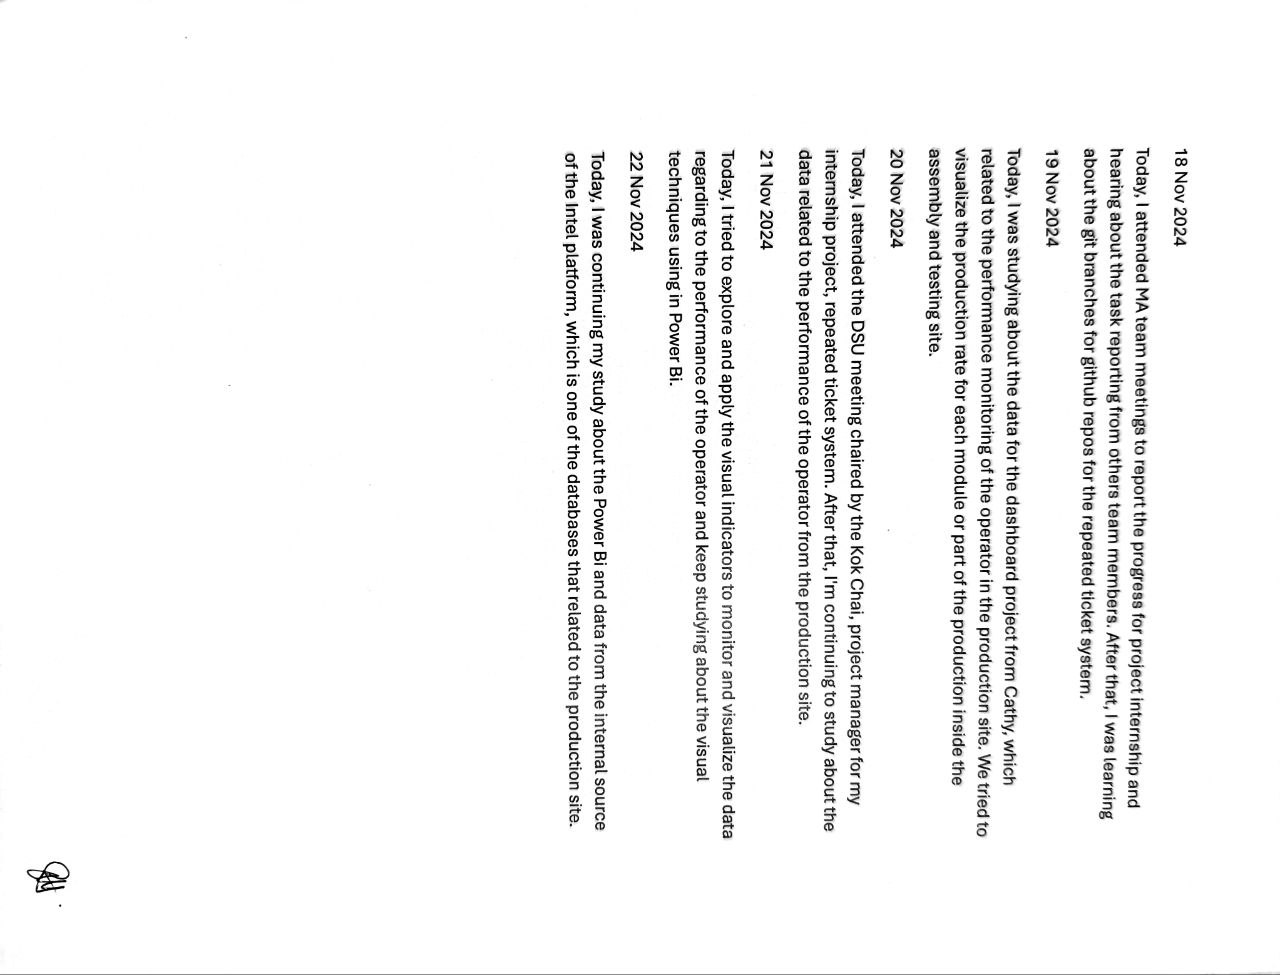 18 Nov 2024
Today, I attended MA team meetings to report the progress for project internship and
hearing about the task reporting from others team members. After that, I was learning
about the git branches for github repos for the repeated ticket system.
19 Nov 2024
Today, I was studying about the data for the dashboard project from Cathy, which
related to the performance monitoring of the operator in the production site. We tried to
visualize the production rate for each module or part of the production inside the
assembly and testing site.
20 Nov 2024
Today, I attended the DSU meeting chaired by the Kok Chai, project manager for my
internship project, repeated ticket system. After that, I'm continuing to study about the
data related to the performance of the operator from the production site.
21 Nov 2024
Today, I tried to explore and apply the visual indicators to monitor and visualize the data
regarding to the performance of the operator and keep studying about the visual
techniques using in Power Bi.
22 Nov 2024
Today, I was continuing my study about the Power Bi and data from the internal source
of the Intel platform, which is one of the databases that related to the production site.